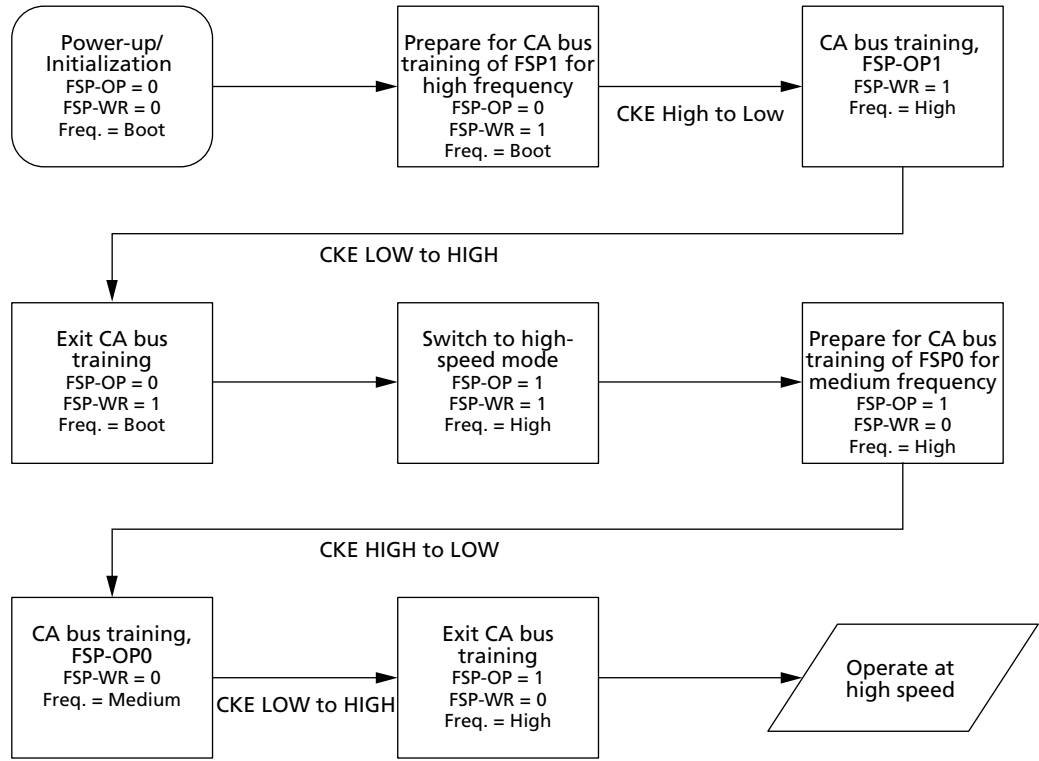 Power-up/
Initialization
FSP-OP = 0
FSP-WR = 0
Freq. = Boot
Prepare for CA bus
training of FSP1 for
high frequency
FSP-OP = 0
FSP-WR = 1
Freq. = Boot
CKE High to Low
CA bus training,
FSP-OP1
FSP-WR = 1
Freq. = High
CKE LOW to HIGH
Exit CA bus
training
FSP-OP = 0
FSP-WR = 1
Freq. = Boot
Switch to high-
speed mode
FSP-OP = 1
FSP-WR = 1
Freq. = High
Prepare for CA bus
training of FSP0 for
medium frequency
FSP-OP = 1
FSP-WR = 0
Freq. = High
CKE HIGH to LOW
CA bus training,
FSP-OP0
FSP-WR = 0
Freq. = Medium
CKE LOW to HIGH
Exit CA bus
training
FSP-OP = 1
FSP-WR = 0
Freq. = High
Operate at
high speed